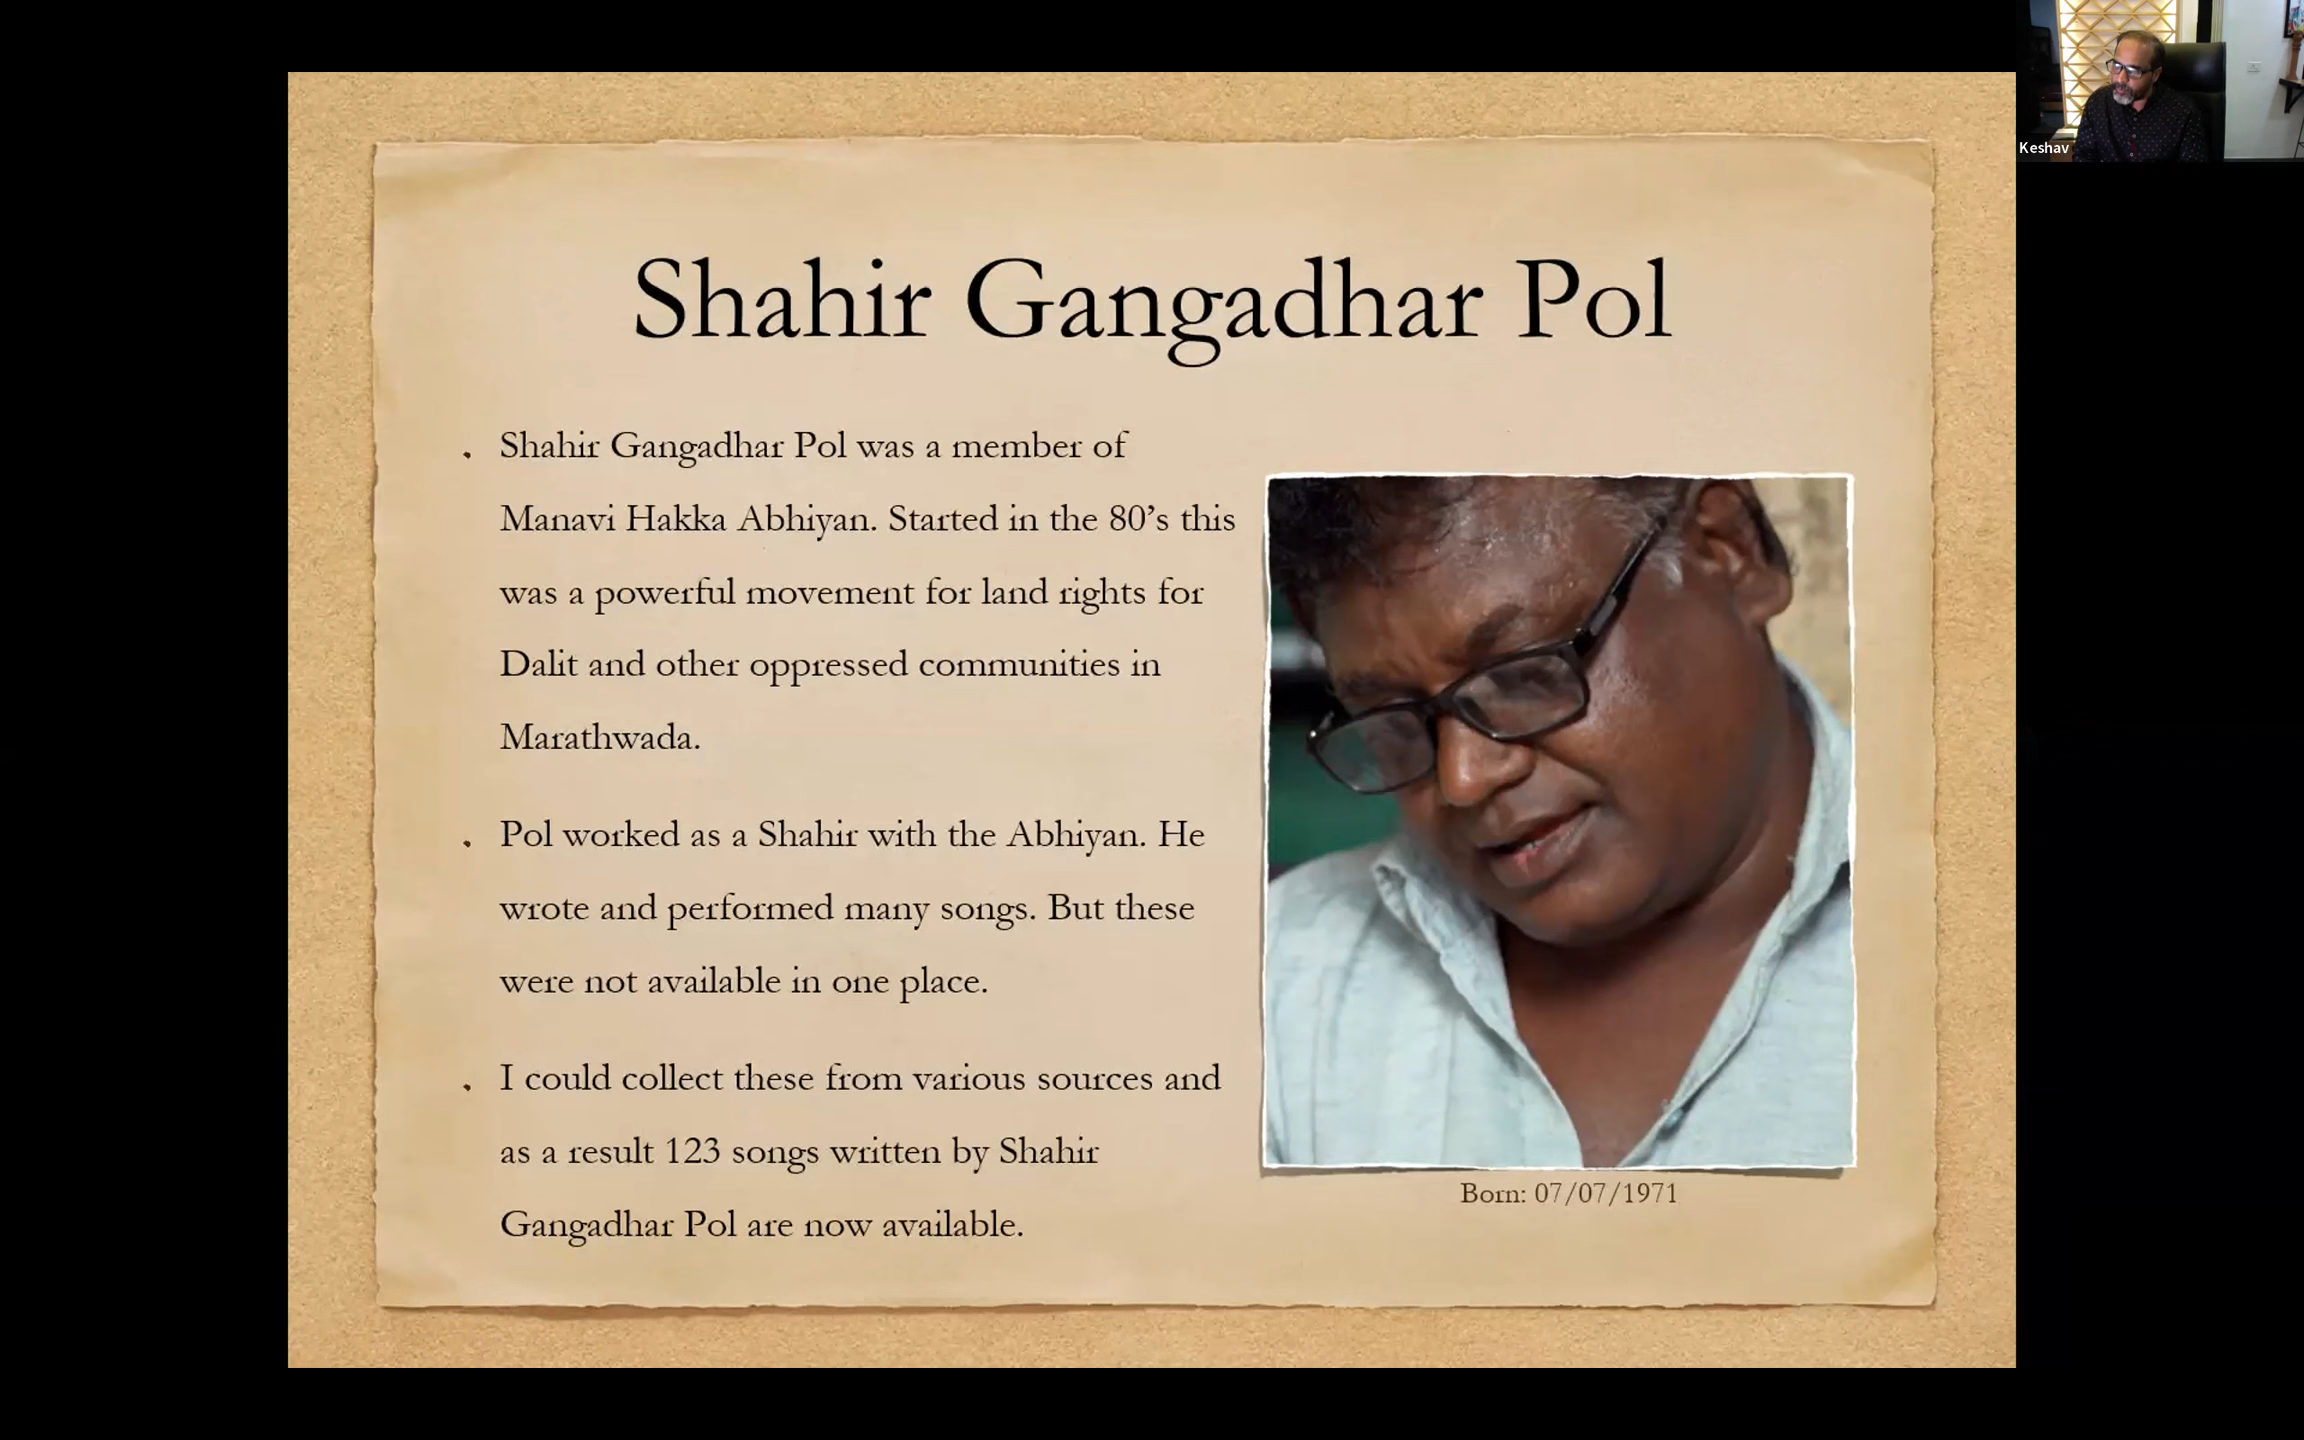 Keshav
Shahir Gangadhar Pol
Shahir Gangadhar Pol was a member of
Manavi Hakka Abhiyan. Started in the 80’s this
was a powerful movement for land rights for
Dalit and other oppressed communities in
Marathwada.
Pol worked as a Shahir with the Abhiyan. He
wrote and performed many songs. But these
were not available in one place.
I could collect these from various sources and
as a result 123 songs written by Shahir
Gangadhar Pol are now available.
Born: 07/07/1971